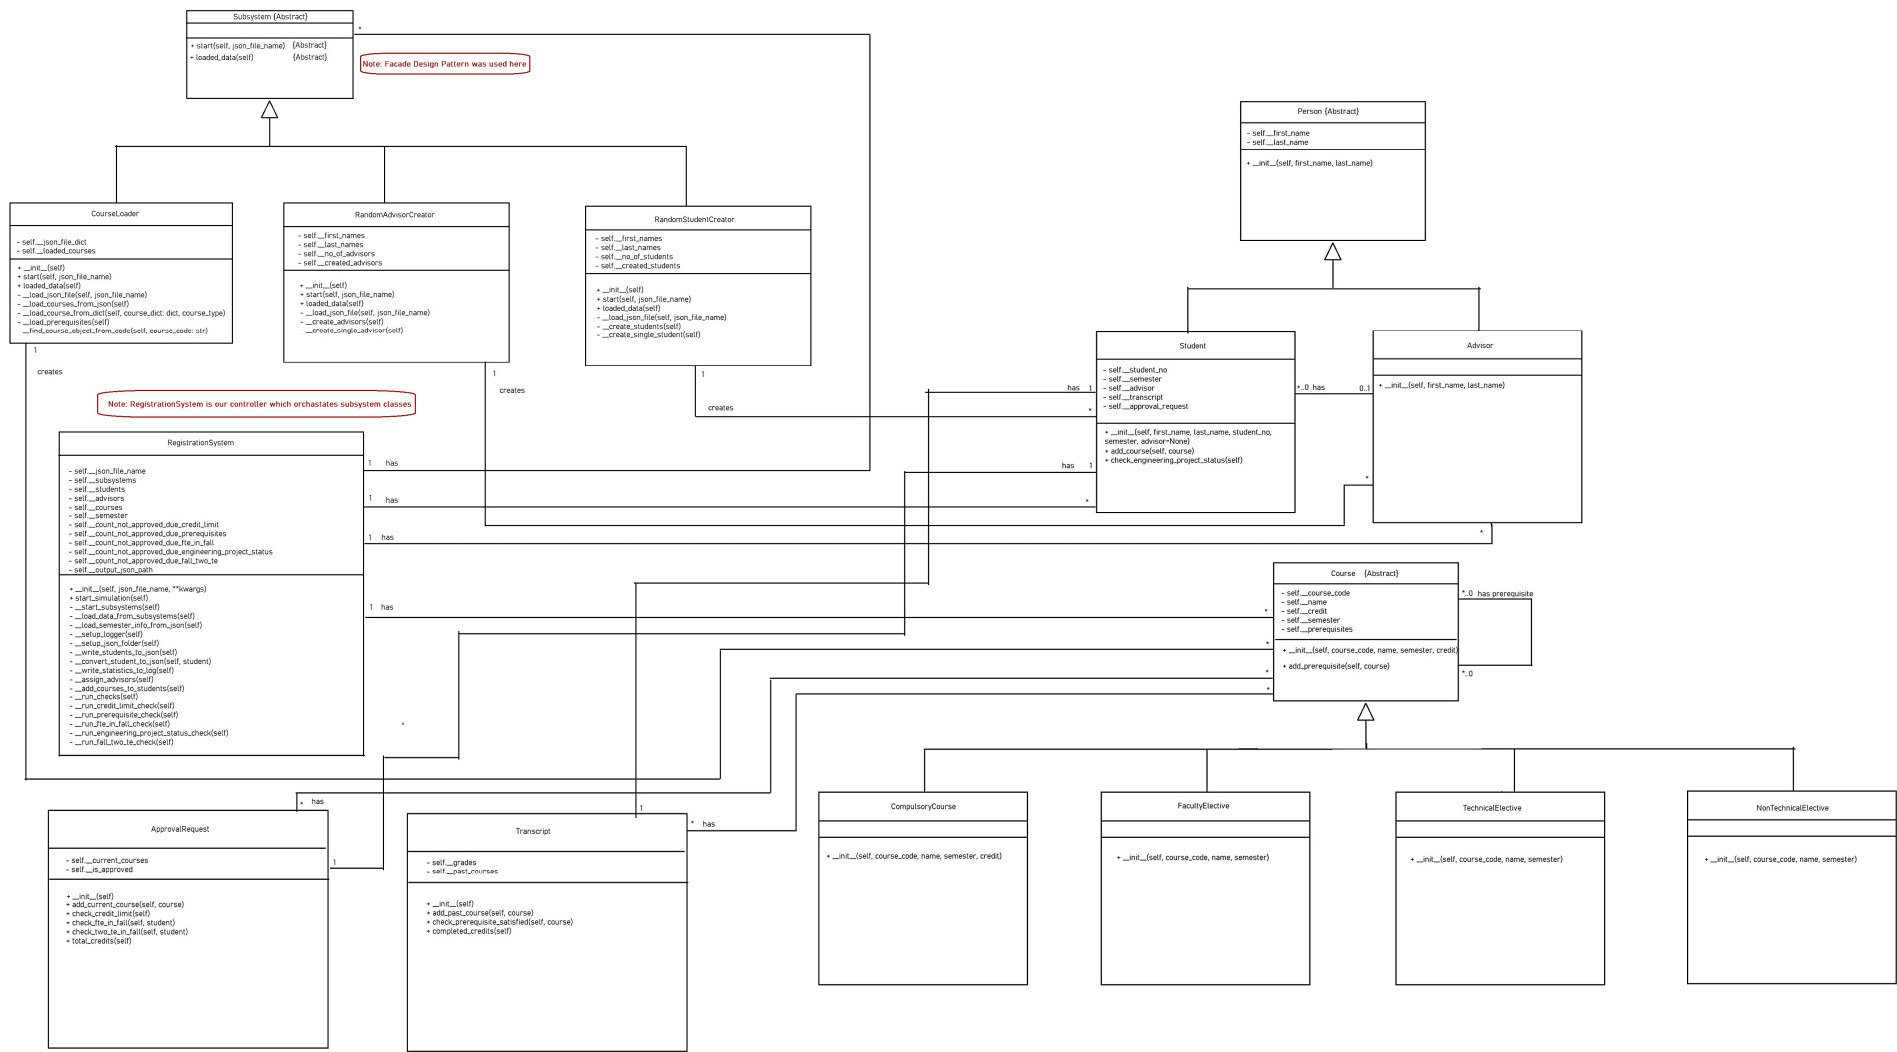 Subsystem {Abstract}
+ start(self, json_file_name) {Abstract}
+ loaded_data(self) {Abstract}
*
Note: Facade Design Pattern was used here
Person {Abstract}
- self.__first_name
- self.__last_name
+ __init__(self, first_name, last_name)
CourseLoader
- self.__json_file_dict
- self.__loaded_courses
+ __init__(self)
+ start(self, json_file_name)
+ loaded_data(self)
- __load_json_file(self, json_file_name)
- __load_courses_from_json(self)
- __load_course_from_dict(self, course_dict: dict, course_type)
- __load_prerequisites(self)
__find_course_object_from_code(self, course_code: str)
1
creates
RandomAdvisorCreator
- self.__first_names
- self.__last_names
- self.__no_of_advisors
- self.__created_advisors
+ __init__(self)
+ start(self, json_file_name)
+ loaded_data(self)
- __load_json_file(self, json_file_name)
- __create_advisors(self)
- __create_single_advisor(self)
1
creates
RandomStudentCreator
- self.__first_names
- self.__last_names
- self.__no_of_students
- self.__created_students
+ __init__(self)
+ start(self, json_file_name)
loaded_data(self)
- __load_json_file(self, json_file_name)
- __create_students(self)
- __create_single_student(self)
1
creates
Student
- self.__student_no
- self.__semester
- self.__advisor
- self.__transcript
- self.__approval_request
+ __init__(self, first_name, last_name, student_no,
semester, advisor=None)
+ add_course(self, course)
+ check_engineering_project_status(self)
has 1
*
has 1
*
*..0 has 0..1
Advisor
+ __init__(self, first_name, last_name)
*
*
Note: RegistrationSystem is our controller which orchastates subsystem classes
RegistrationSystem
- self.__json_file_name
- self.__subsystems
- self.__students
- self.__advisors
- self.__courses
- self.__semester
- self.__count_not_approved_due_credit_limit
- self.__count_not_approved_due_prerequisites
- self.__count_not_approved_due_fte_in_fall
- self.__count_not_approved_due_engineering_project_status
- self.__count_not_approved_due_fall_two_te
- self.__output_json_path
+ __init__(self, json_file_name, **kwargs)
+ start_simulation(self)
- __start_subsystems(self)
- __load_data_from_subsystems(self)
- __load_semester_info_from_json(self)
- __setup_logger(self)
- __setup_json_folder(self)
- __write_students_to_json(self)
- __convert_student_to_json(self, student)
- __write_statistics_to_log(self)
- __assign_advisors(self)
- __add_courses_to_students(self)
- __run_checks(self)
- __run_credit_limit_check(self)
- __run_prerequisite_check(self)
- __run_fte_in_fall_check(self)
- __run_engineering_project_status_check(self)
- __run_fall_two_te_check(self)
1 has
1 has
1 has
1 has
*
Course {Abstract}
- self.__course_code
- self.__name
- self.__credit
- self.__semester
- self.__prerequisites
+ __init__(self, course_code, name, semester, credit)
+ add_prerequisite(self, course)
*..0 has prerequisite
*..0
*
*
*
*
ApprovalRequest
- self.__current_courses
- self.__is_approved
+ __init__(self)
+ add_current_course(self, course)
+ check_credit_limit(self)
+ check_fte_in_fall(self, student)
+ check_two_te_in_fall(self, student)
+ total_credits(self)
* has
1
Transcript
- self.__grades
- self.__past_courses
+ __init__(self)
+ add_past_course(self, course)
+ check_prerequisite_satisfied(self, course)
+ completed_credits(self)
1
* has
CompulsoryCourse
+ __init__(self, course_code, name, semester, credit)
FacultyElective
+ __init__(self, course_code, name, semester)
TechnicalElective
+ __init__(self, course_code, name, semester)
NonTechnicalElective
+ __init__(self, course_code, name, semester)